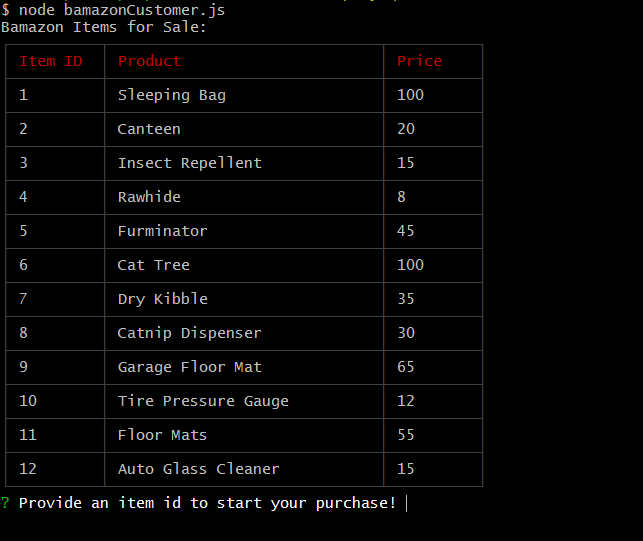 $ node bamazonCustomer.js
Bamazon Items for Sale:
Item ID Product Price
1 Sleeping Bag 100
2 Canteen 20
3 Insect Repellent 15
4 Rawhide 8
5 Furminator 45
6 Cat Tree 100
7 Dry Kibble 35
8 Catnip Dispenser 30
9 Garage Floor Mat 65
10 Tire Pressure Gauge 12
11 Floor Mats 55
12 Auto Glass Cleaner 15
? Provide an item id to start your purchase!